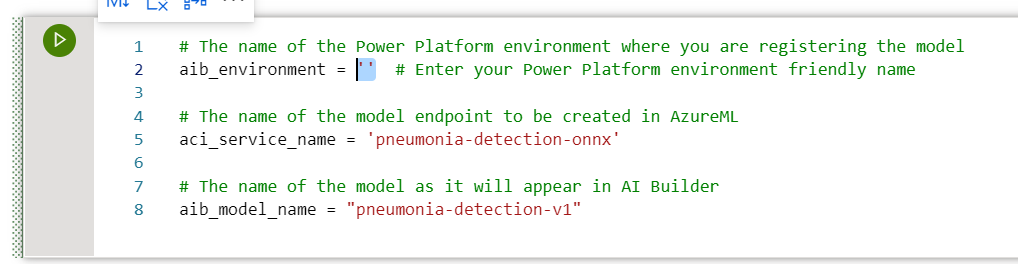 M↓
1 # The name of the Power Platform environment where you are registering the model
2 aib_environment = '' # Enter your Power Platform environment friendly name
3
4 # The name of the model endpoint to be created in AzureML
5 aci_service_name = 'pneumonia-detection-onnx'
6
7 # The name of the model as it will appear in AI Builder
8 aib_model_name = "pneumonia-detection-v1"